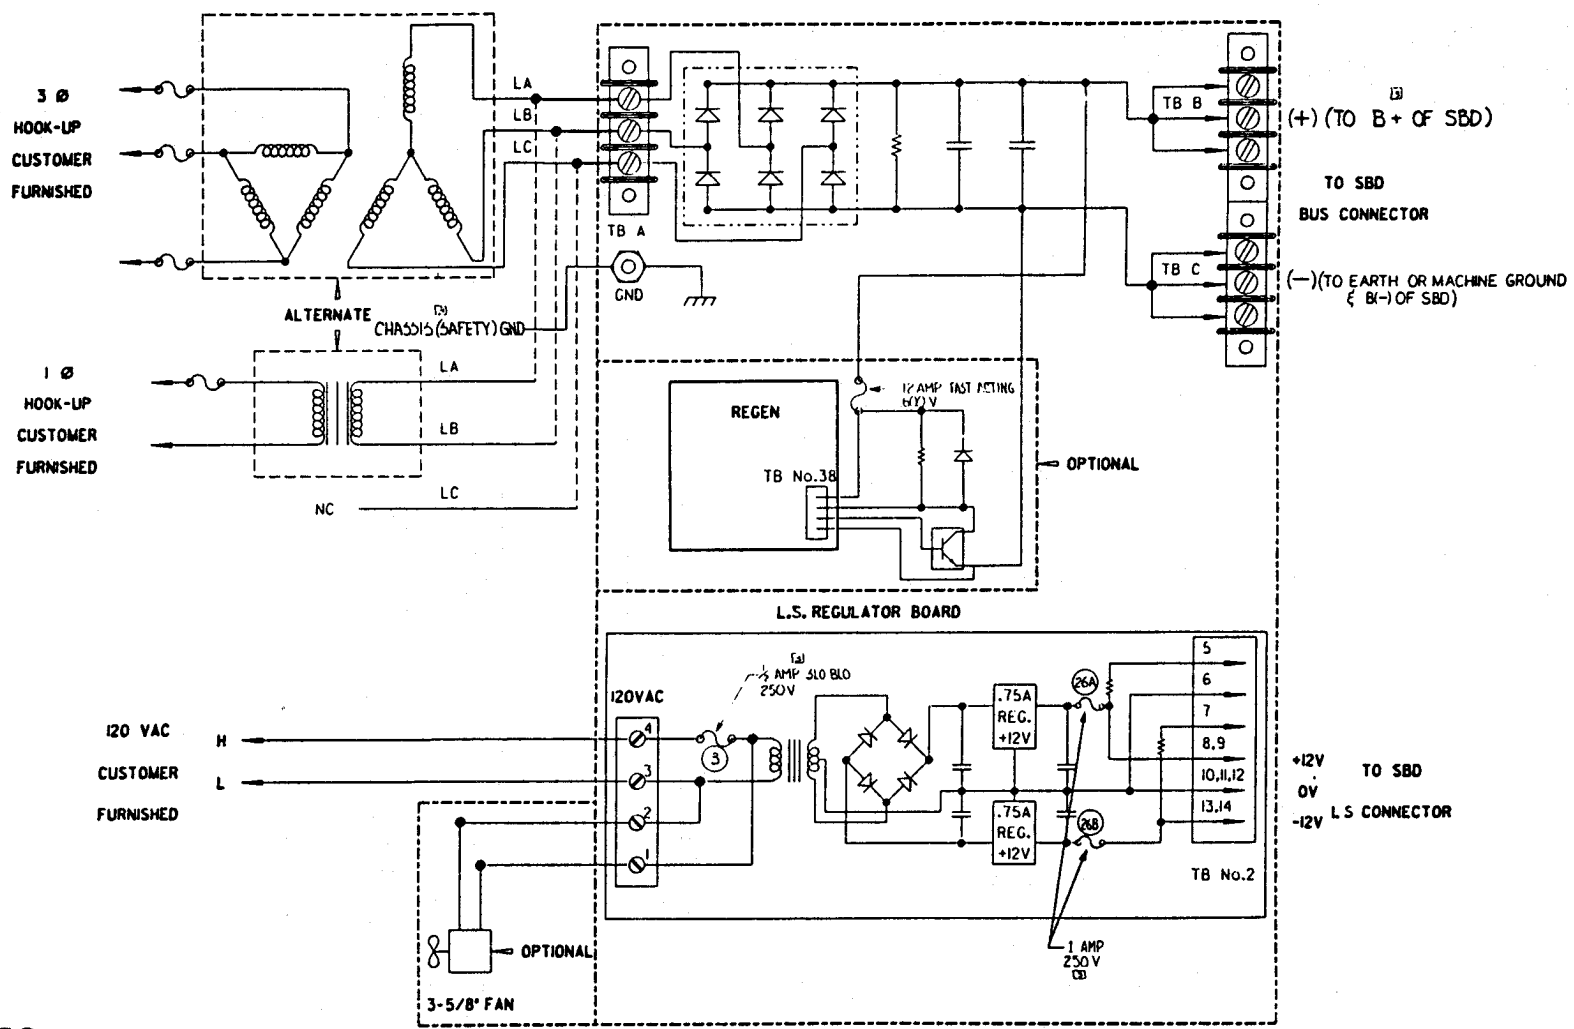 3 Ø
HOOK-UP
CUSTOMER
FURNISHED
LA
LB
LC
TB A
GND
ALTERNATE
CHASSIS (SAFETY) GND
1 Ø
HOOK-UP
CUSTOMER
FURNISHED
LA
LB
LC
NC
TB B
(+) (TO B + OF SBD)
TO SBD
BUS CONNECTOR
TB C
(-) (TO EARTH OR MACHINE GROUND
& B(-) OF SBD)
REGEN
12 AMP FAST ACTING
600 V
TB No.38
OPTIONAL
L.S. REGULATOR BOARD
120VAC
4
3
2
1
½ AMP SLO BLO
250V
3
.75A
REG.
+12V
.75A
REG.
+12V
26A
26B
1 AMP
250 V
5
6
7
8,9
10,11,12
13,14
TB No.2
+12V
0V
-12V
TO SBD
L S CONNECTOR
120 VAC
CUSTOMER
FURNISHED
H
L
OPTIONAL
3-5/8" FAN